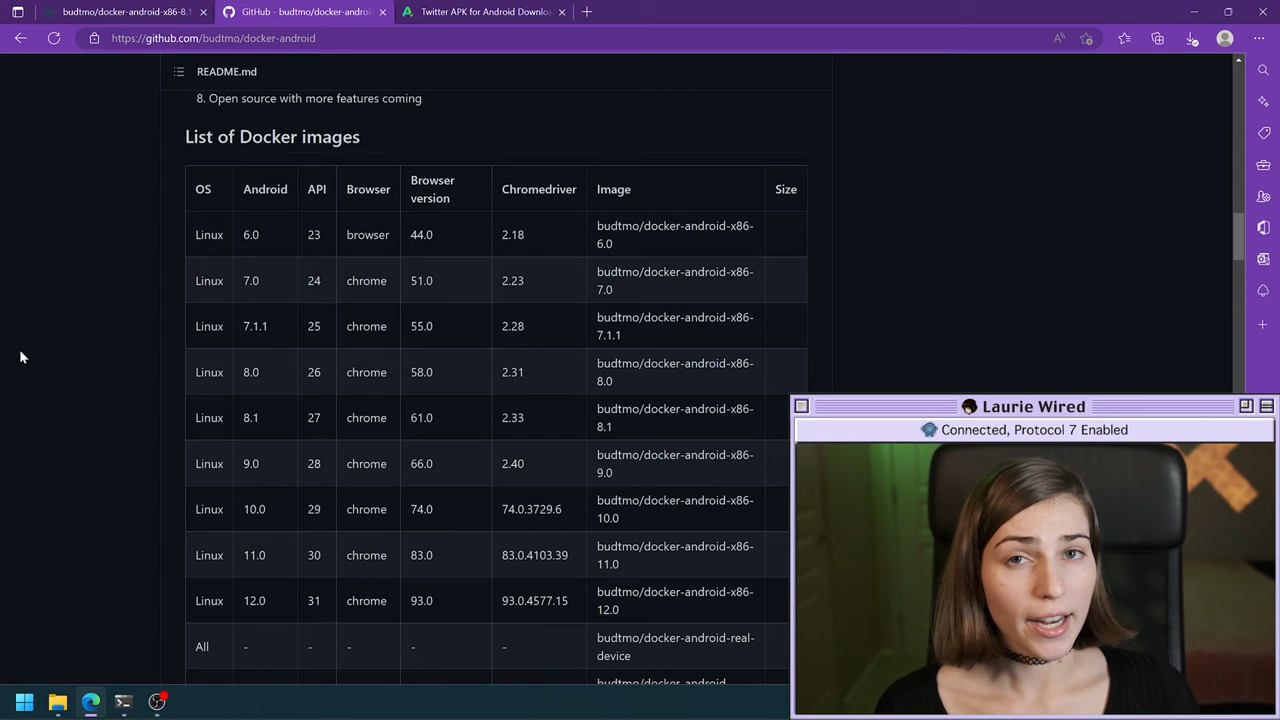 budtmo/docker-android-x86-8.1
GitHub - budtmo/docker-andro
Twitter APK for Android Downlo
https://github.com/budtmo/docker-android
README.md
8. Open source with more features coming
List of Docker images
OS Android API Browser Browser version Chromedriver Image Size
Linux 6.0 23 browser 44.0 2.18 budtmo/docker-android-x86-6.0
Linux 7.0 24 chrome 51.0 2.23 budtmo/docker-android-x86-7.0
Linux 7.1.1 25 chrome 55.0 2.28 budtmo/docker-android-x86-7.1.1
Linux 8.0 26 chrome 58.0 2.31 budtmo/docker-android-x86-8.0
Linux 8.1 27 chrome 61.0 2.33 budtmo/docker-android-x86-8.1
Linux 9.0 28 chrome 66.0 2.40 budtmo/docker-android-x86-9.0
Linux 10.0 29 chrome 74.0 74.0.3729.6 budtmo/docker-android-x86-10.0
Linux 11.0 30 chrome 83.0 83.0.4103.39 budtmo/docker-android-x86-11.0
Linux 12.0 31 chrome 93.0 93.0.4577.15 budtmo/docker-android-x86-12.0
All - - - - - budtmo/docker-android-real-device
Laurie Wired
Connected, Protocol 7 Enabled